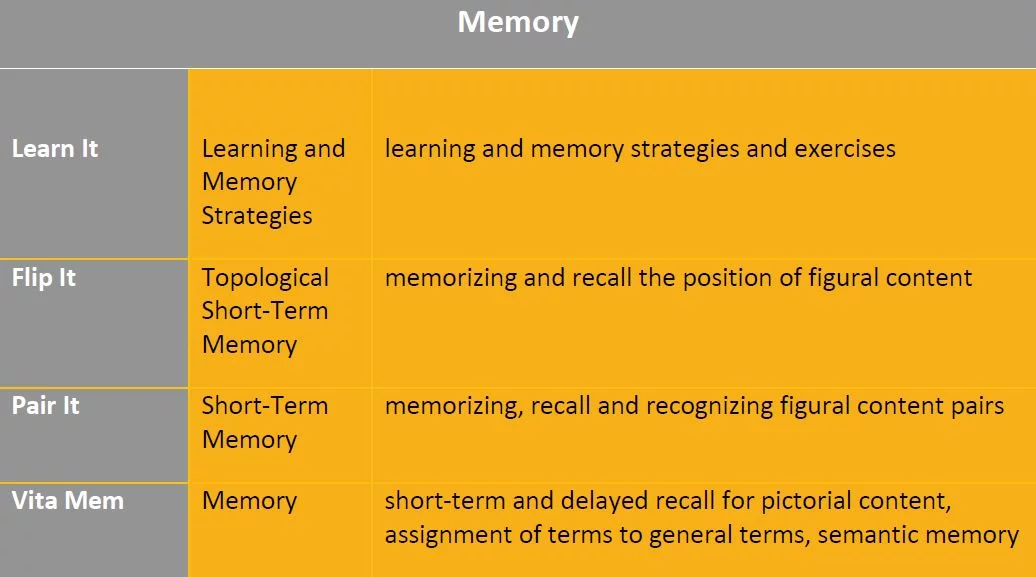 Memory
Learn It
Learning and
Memory
Strategies
learning and memory strategies and exercises
Flip It
Topological
Short-Term
Memory
memorizing and recall the position of figural content
Pair It
Short-Term
Memory
memorizing, recall and recognizing figural content pairs
Vita Mem
Memory
short-term and delayed recall for pictorial content,
assignment of terms to general terms, semantic memory